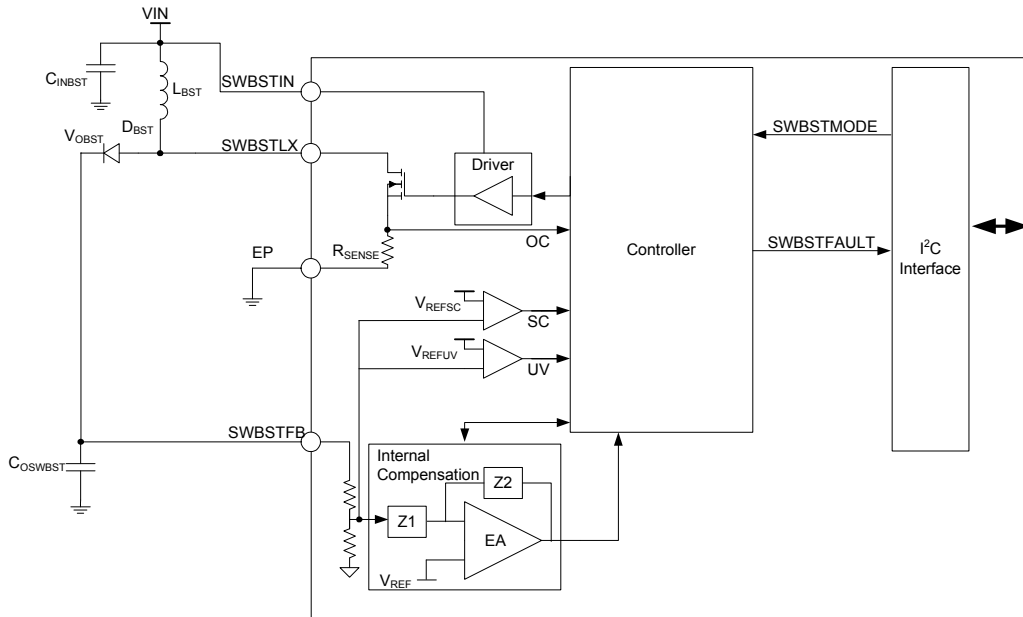 VIN
CINBST
LBST
SWBSTIN
DBST
VOBST
SWBSTLX
Driver
SWBSTMODE
OC
Controller
SWBSTFAULT
I2C
Interface
EP
RSENSE
VREFSC
SC
VREFUV
UV
SWBSTFB
COSWBST
Internal
Compensation
Z2
Z1
EA
VREF